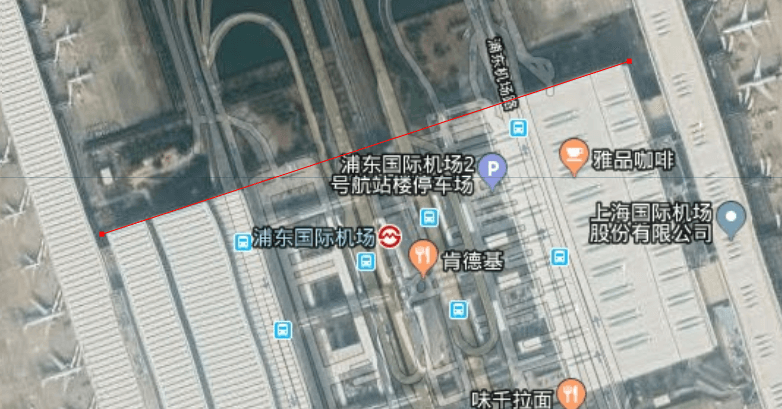 浦东机场路
浦东国际机场2
号航站楼停车场
P
雅品咖啡
上海国际机场
股份有限公司
浦东国际机场
肯德基
味千拉面